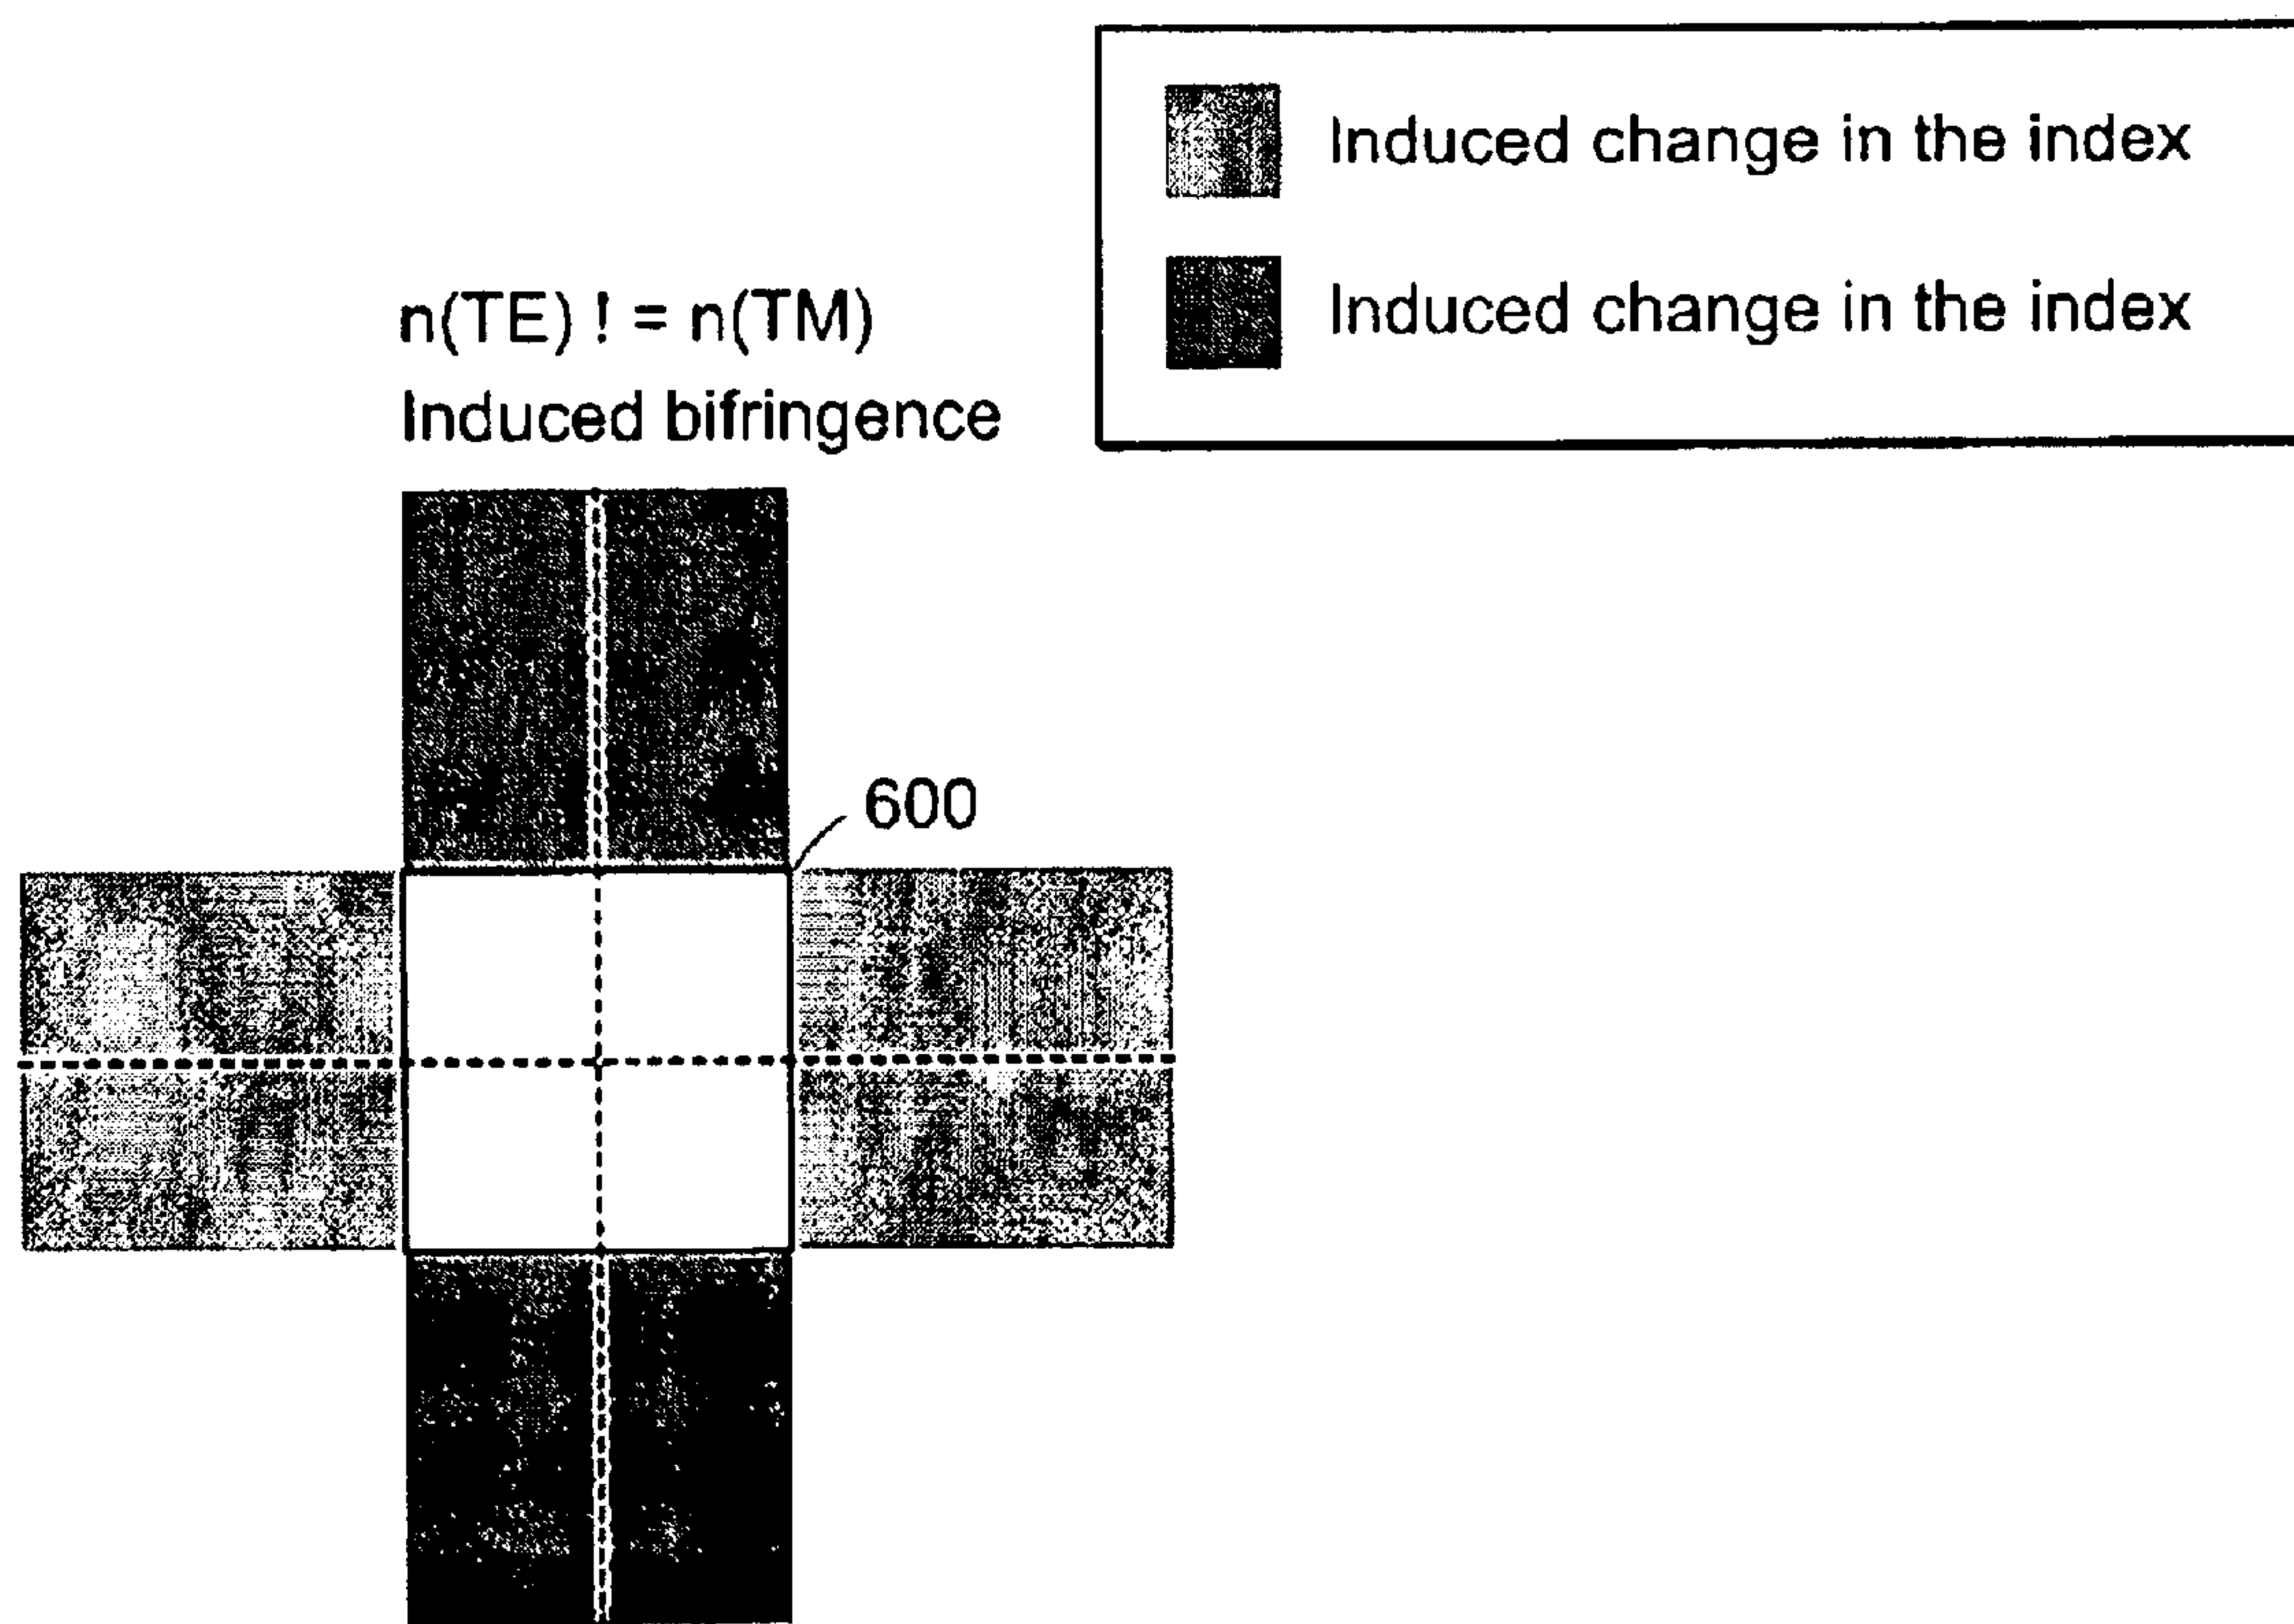 Induced change in the index
Induced change in the index
n(TE) ! = n(TM)
Induced bifringence
600